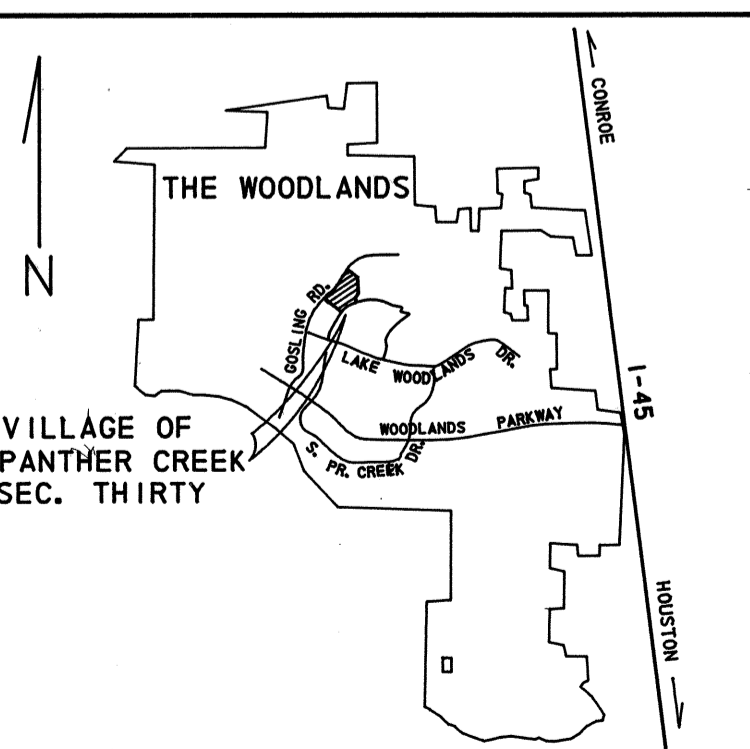 CONROE
THE WOODLANDS
N
GOSLING RD.
LAKE WOODLANDS DR.
I-45
WOODLANDS PARKWAY
VILLAGE OF
PANTHER CREEK
SEC. THIRTY
S. PR. CREEK DR.
HOUSTON